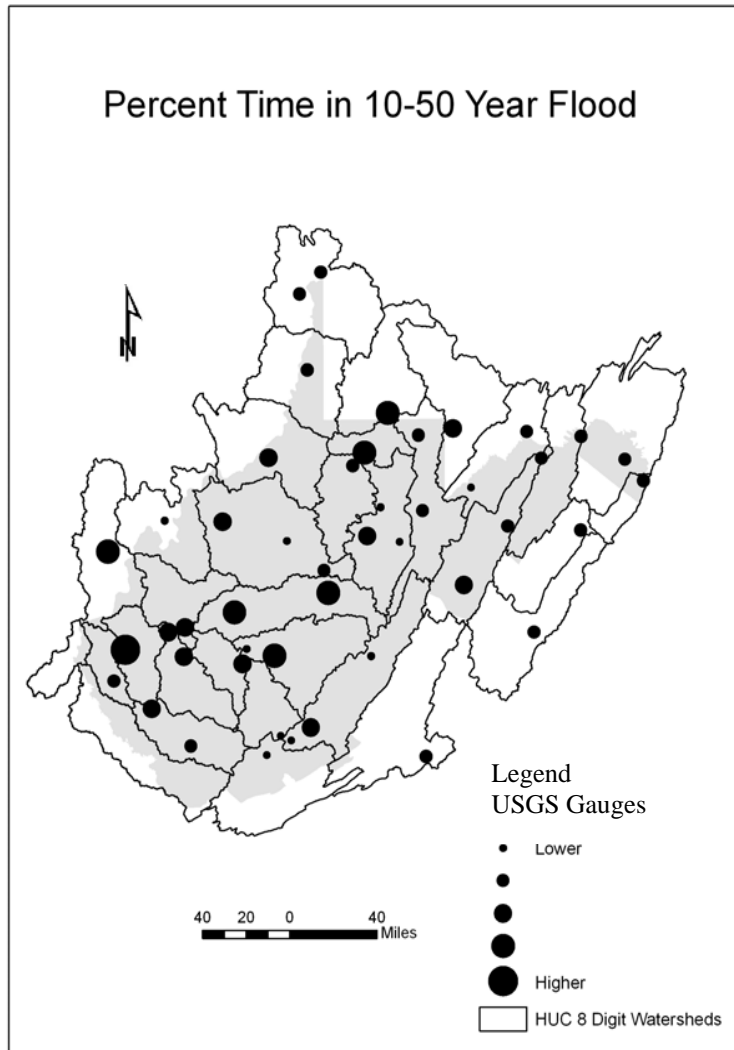 Percent Time in 10-50 Year Flood
N
Legend
USGS Gauges
Lower
Higher
HUC 8 Digit Watersheds
40 20 0 40
Miles